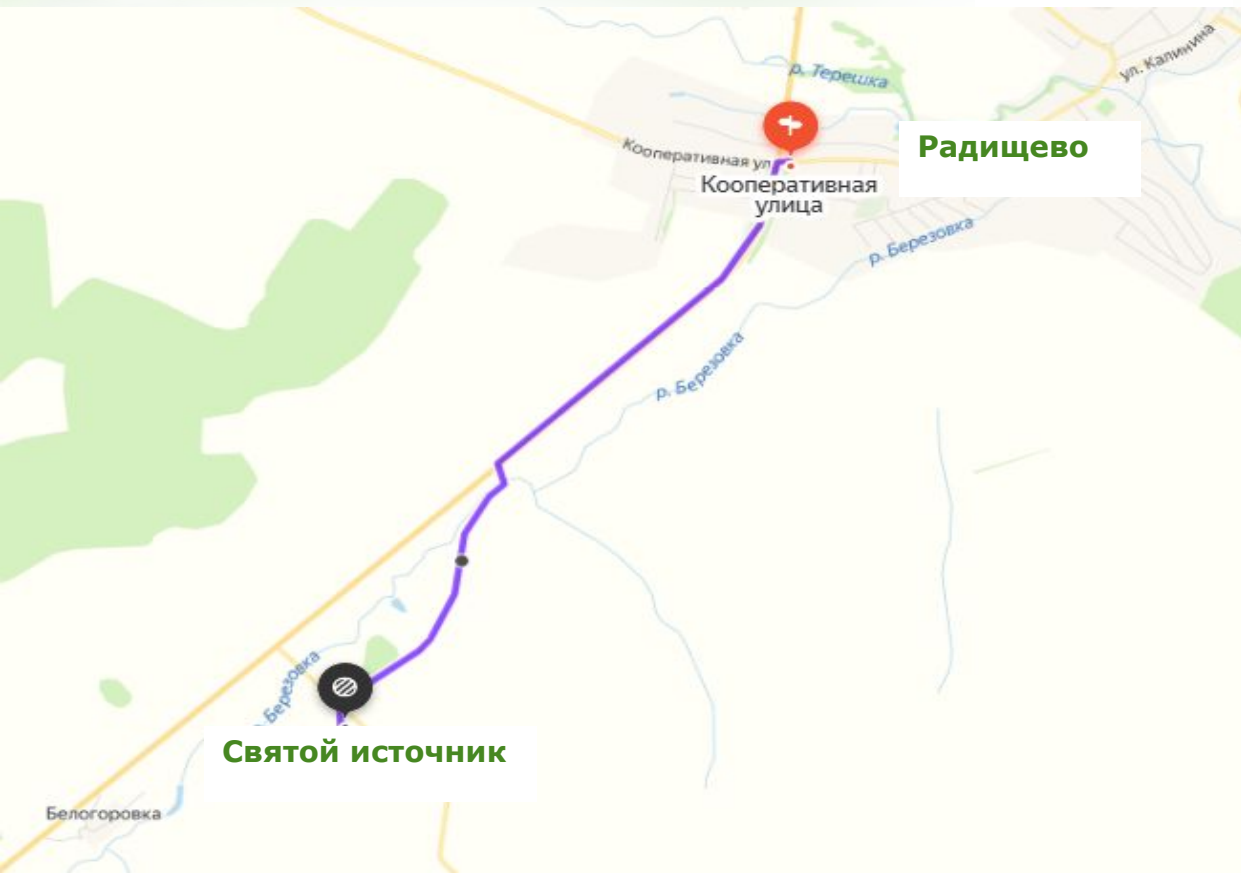 ул. Калинина
р. Терешка
Радищево
Кооперативная ул.
Кооперативная
улица
р. Березовка
р. Березовка
р. Березовка
Святой источник
Белогоровка